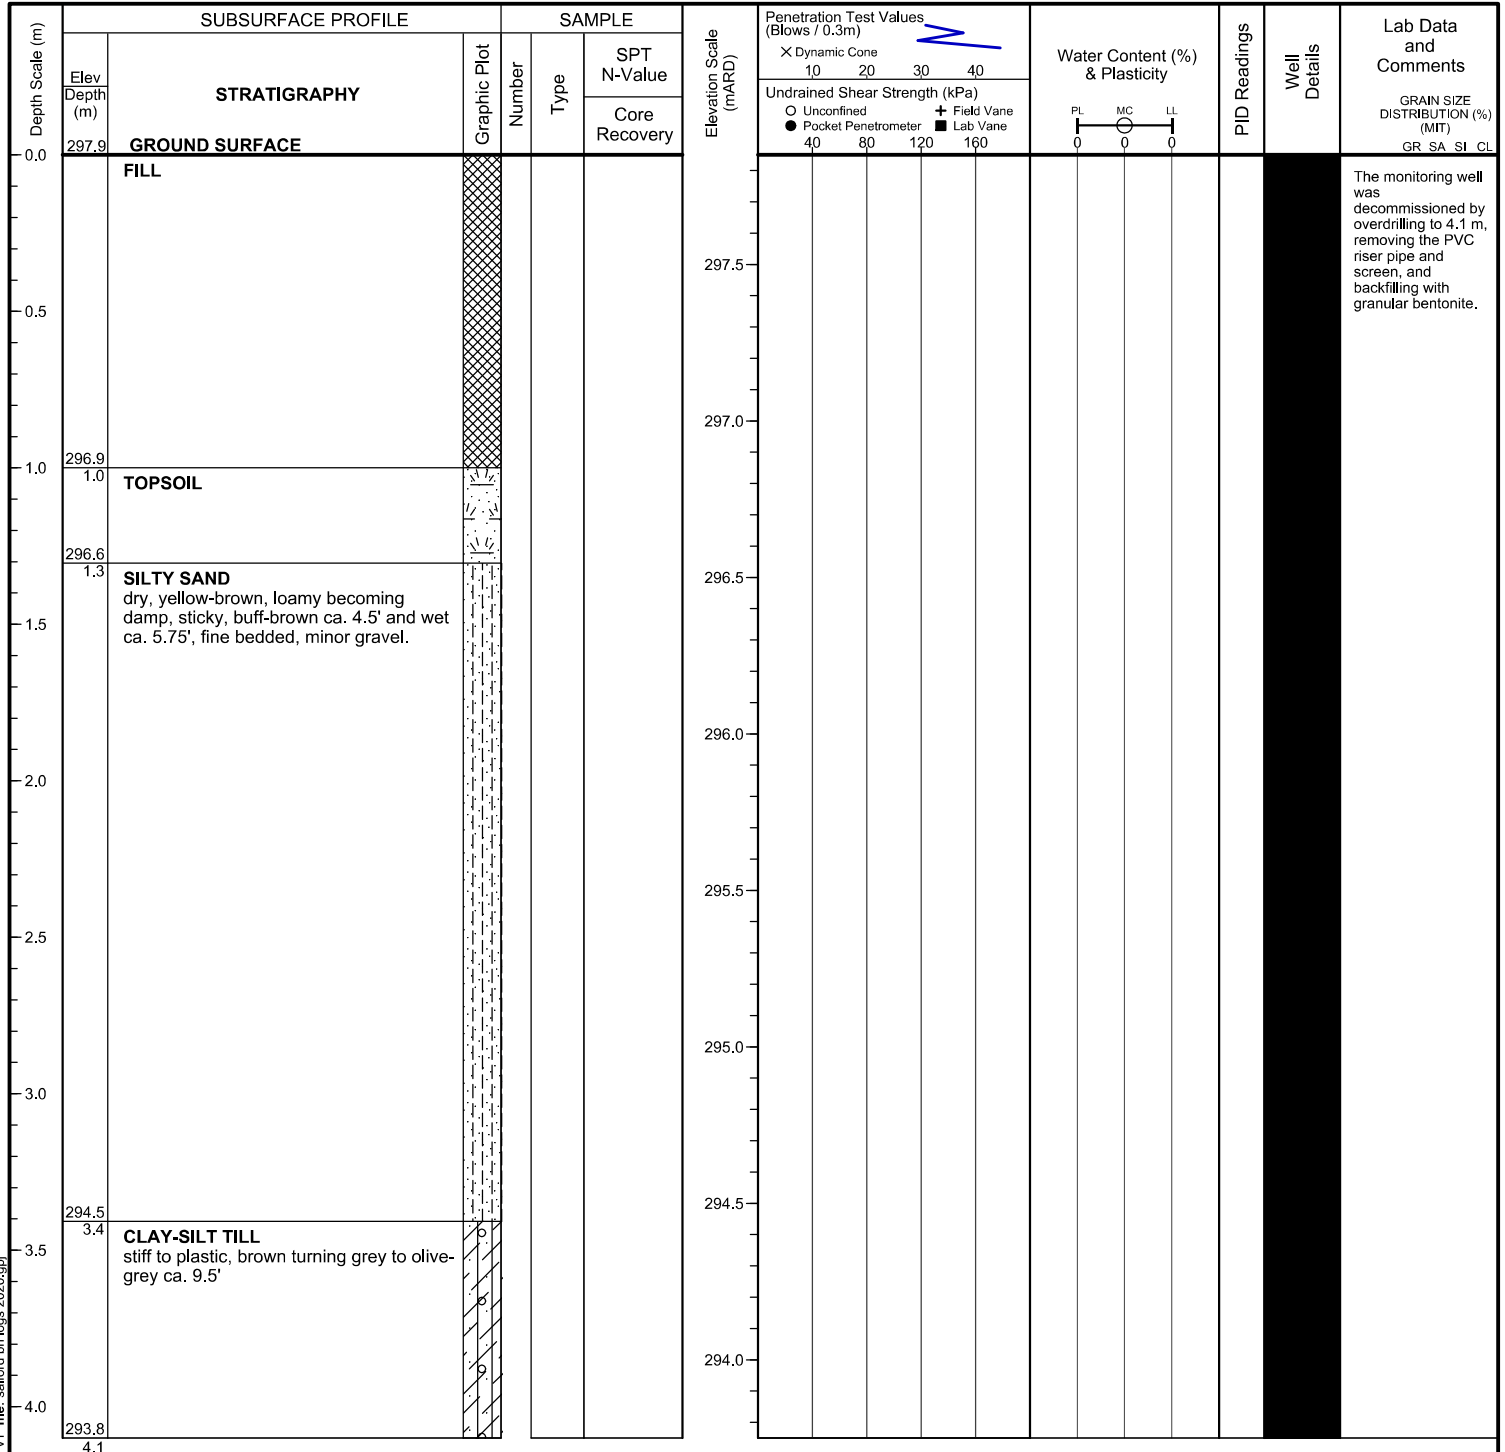 SUBSURFACE PROFILE
SAMPLE
Depth Scale (m)
Elev
Depth
(m)
STRATIGRAPHY
Graphic Plot
Number
Type
SPT
N-Value
Core
Recovery
Elevation Scale
(mARD)
Penetration Test Values
(Blows / 0.3m)
X Dynamic Cone
10 20 30 40
Undrained Shear Strength (kPa)
Unconfined + Field Vane
Pocket Penetrometer Lab Vane
40 80 120 160
Water Content (%)
& Plasticity
PL MC LL
0 0 0
PID Readings
Well
Details
Lab Data
and
Comments
GRAIN SIZE
DISTRIBUTION (%)
(MIT)
GR SA SI CL
297.9 GROUND SURFACE
0.0
0.5
1.0
1.5
2.0
2.5
3.0
3.5
4.0
FILL
296.9
1.0
TOPSOIL
296.6
1.3
SILTY SAND
dry, yellow-brown, loamy becoming
damp, sticky, buff-brown ca. 4.5' and wet
ca. 5.75', fine bedded, minor gravel.
294.5
3.4
CLAY-SILT TILL
stiff to plastic, brown turning grey to olive-
grey ca. 9.5'
293.8
4.1
297.5
297.0
296.5
296.0
295.5
295.0
294.5
294.0
The monitoring well
was
decommissioned by
overdrilling to 4.1 m,
removing the PVC
riser pipe and
screen, and
backfilling with
granular bentonite.